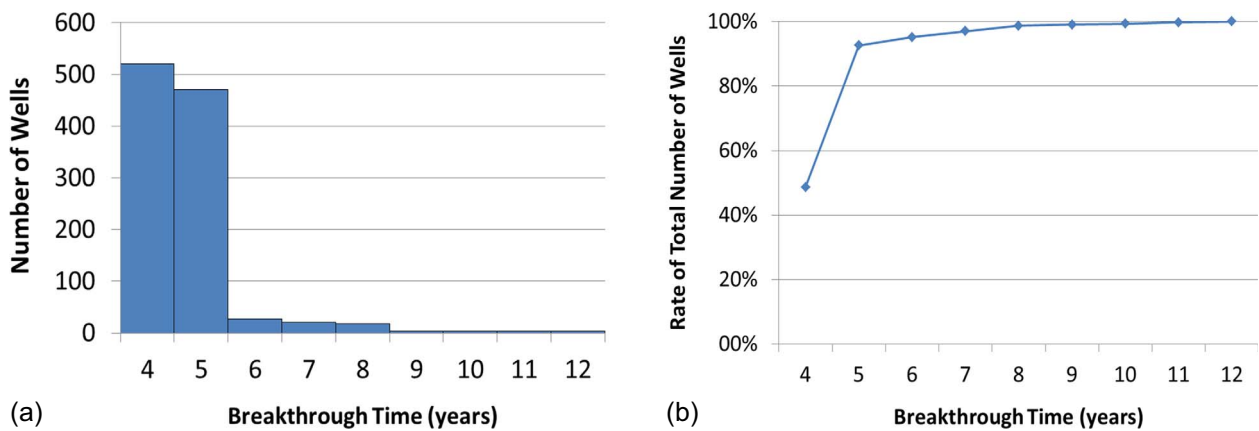 600
500
400
300
200
100
0
Number of Wells
4 5 6 7 8 9 10 11 12
Breakthrough Time (years)
(a)
100%
80%
60%
40%
20%
00%
Rate of Total Number of Wells
4 5 6 7 8 9 10 11 12
Breakthrough Time (years)
(b)